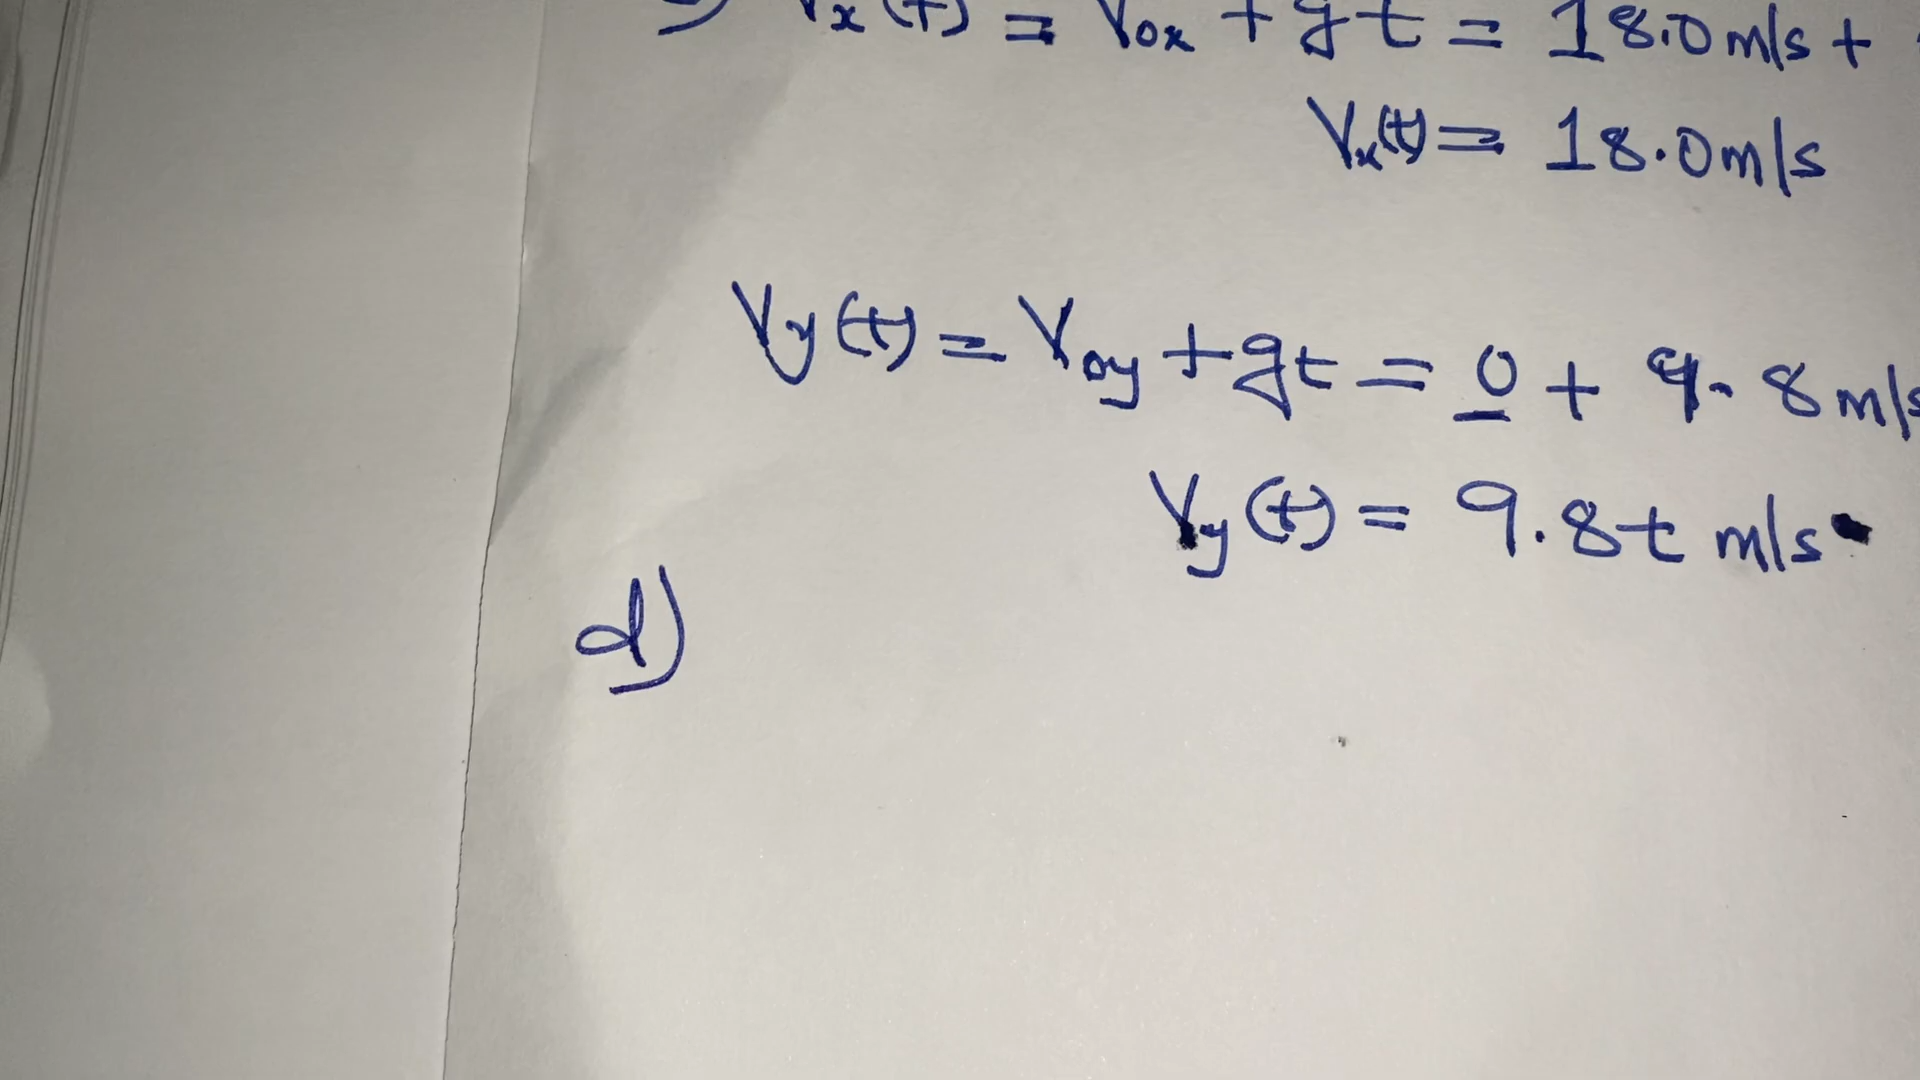 Vx(t) = Vox + gt = 18.0 m/s +
Vx(t) = 18.0 m/s
Vy(t) = Voy + gt = 0 + 9.8 m/s
Vy(t) = 9.8t m/s
d)